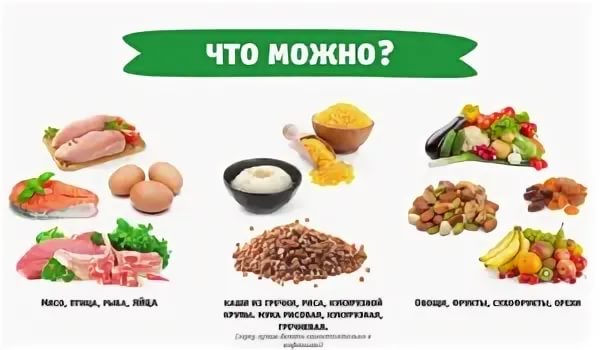 ЧТО МОЖНО?
Мясо, птица, рыба, яйца
каши из гречки, риса, кукурузной
крупы. мука рисовая, кукурузная,
гречневая.
Овощи, фрукты, сухофрукты, орехи